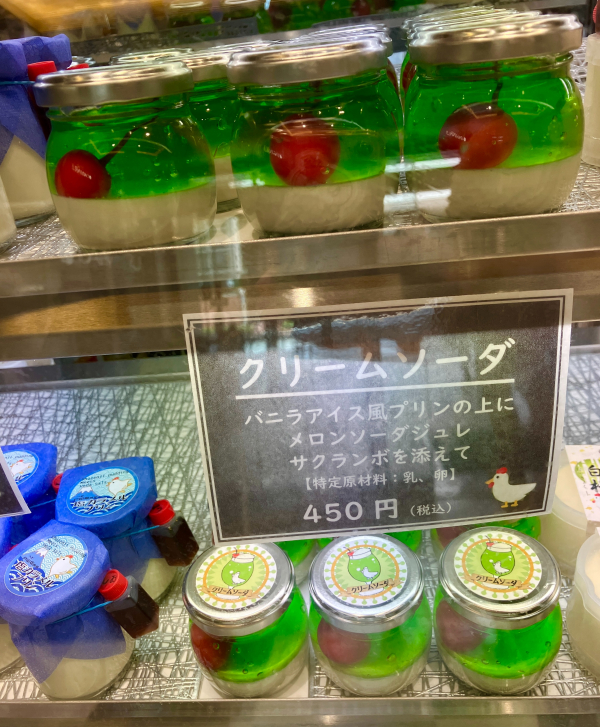 クリームソーダ
バニラアイス風プリンの上に
メロンソーダジュレ
サクランボを添えて
【特定原材料：乳、卵】
450円（税込）
クリームソーダ
クリームソーダ
クリームソーダ